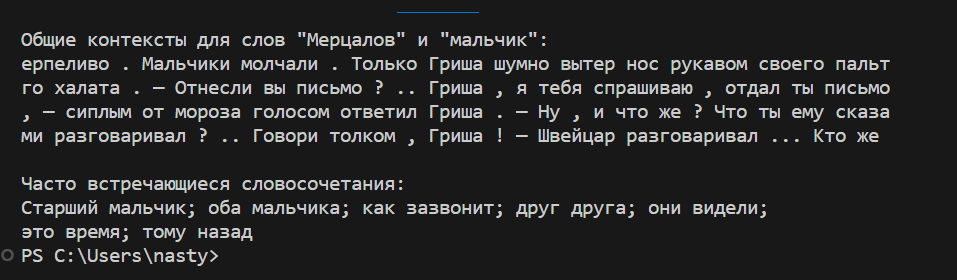 Общие контексты для слов "Мерцалов" и "мальчик":
ерпеливо . Мальчики молчали . Только Гриша шумно вытер нос рукавом своего пальт
го халата . — Отнесли вы письмо ? .. Гриша , я тебя спрашиваю , отдал ты письмо
, — сиплым от мороза голосом ответил Гриша . — Ну , и что же ? Что ты ему сказа
ми разговаривал ? .. Говори толком , Гриша ! — Швейцар разговаривал ... Кто же
Часто встречающиеся словосочетания:
Старший мальчик; оба мальчика; как зазвонит; друг друга; они видели;
это время; тому назад
PS C:\Users\nasty>